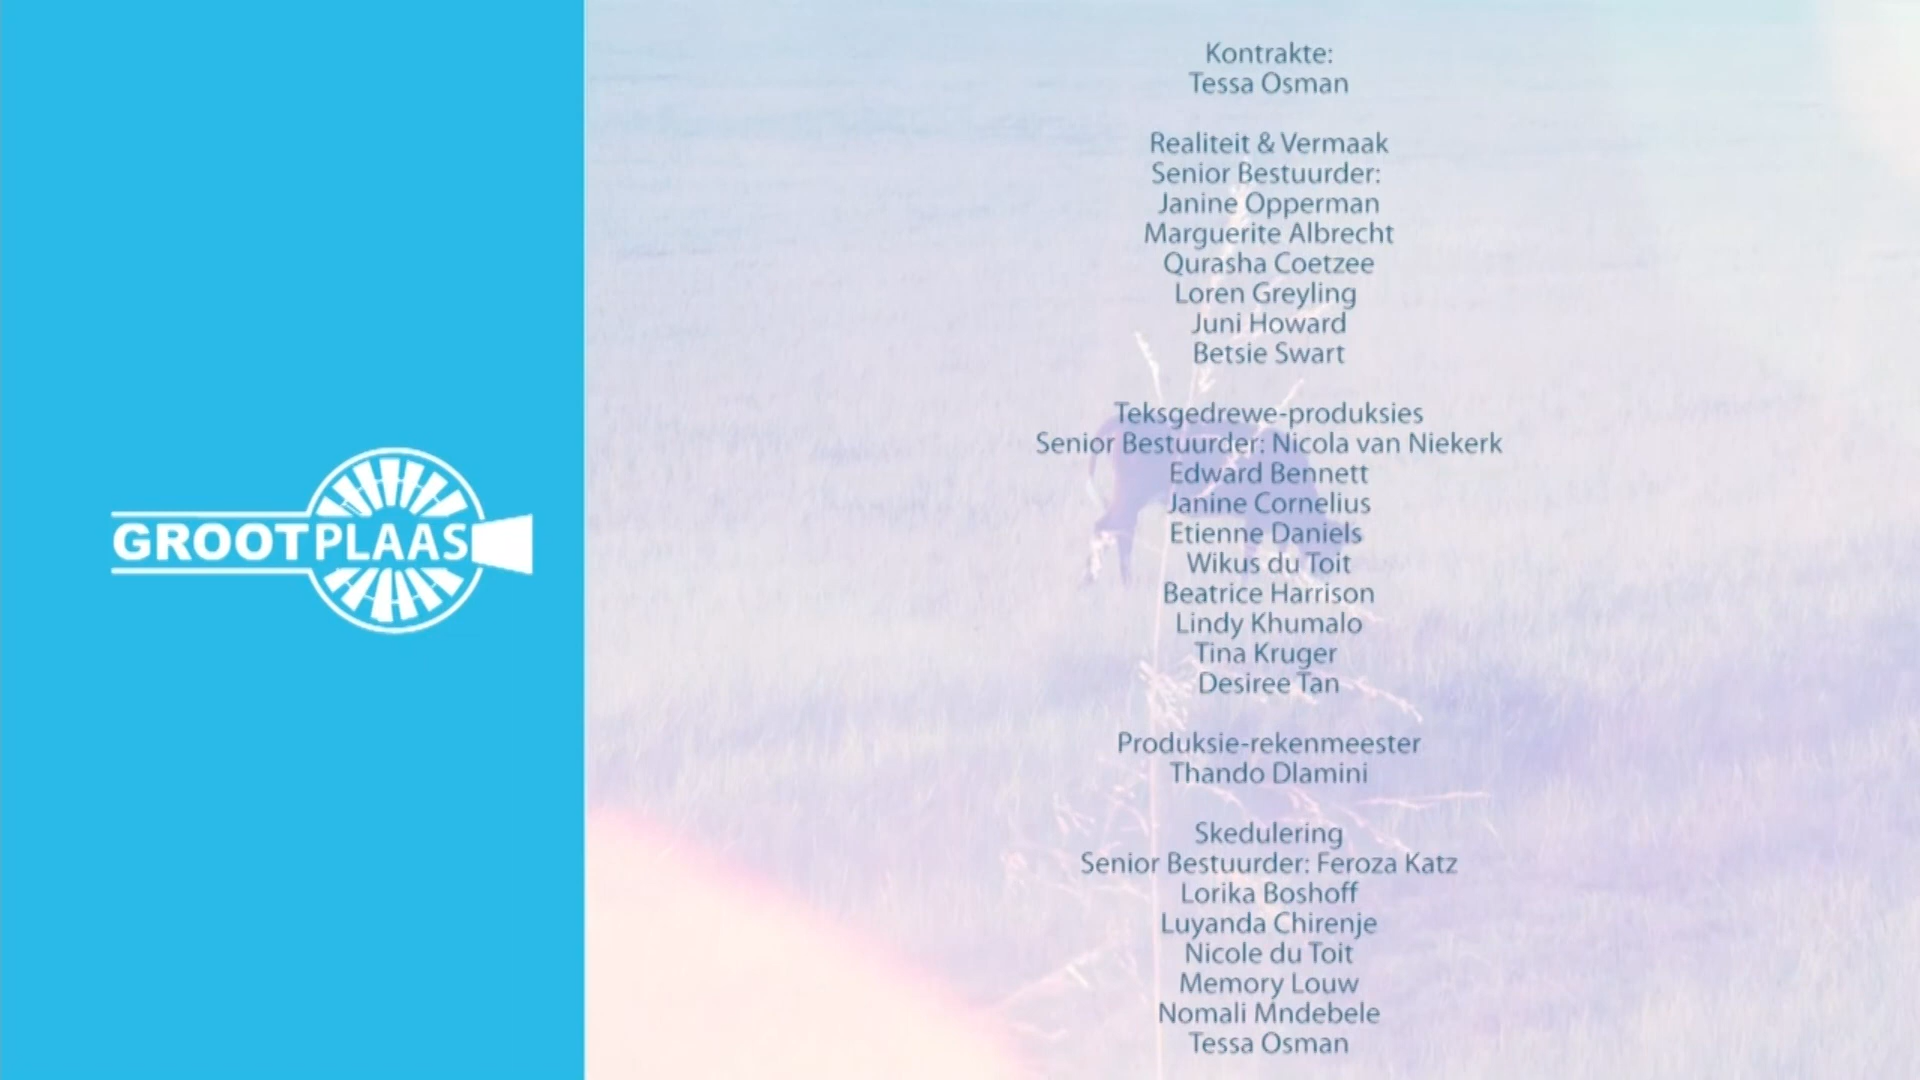 GROOTPLAAS
Kontrakte:
Tessa Osman
Realiteit & Vermaak
Senior Bestuurder:
Janine Opperman
Marguerite Albrecht
Qurasha Coetzee
Loren Greyling
Juni Howard
Betsie Swart
Teksgedrewe-produksies
Senior Bestuurder: Nicola van Niekerk
Edward Bennett
Janine Cornelius
Etienne Daniels
Wikus du Toit
Beatrice Harrison
Lindy Khumalo
Tina Kruger
Desiree Tan
Produksie-rekenmeester
Thando Dlamini
Skedulering
Senior Bestuurder: Feroza Katz
Lorika Boshoff
Luyanda Chirenje
Nicole du Toit
Memory Louw
Nomali Mndebele
Tessa Osman